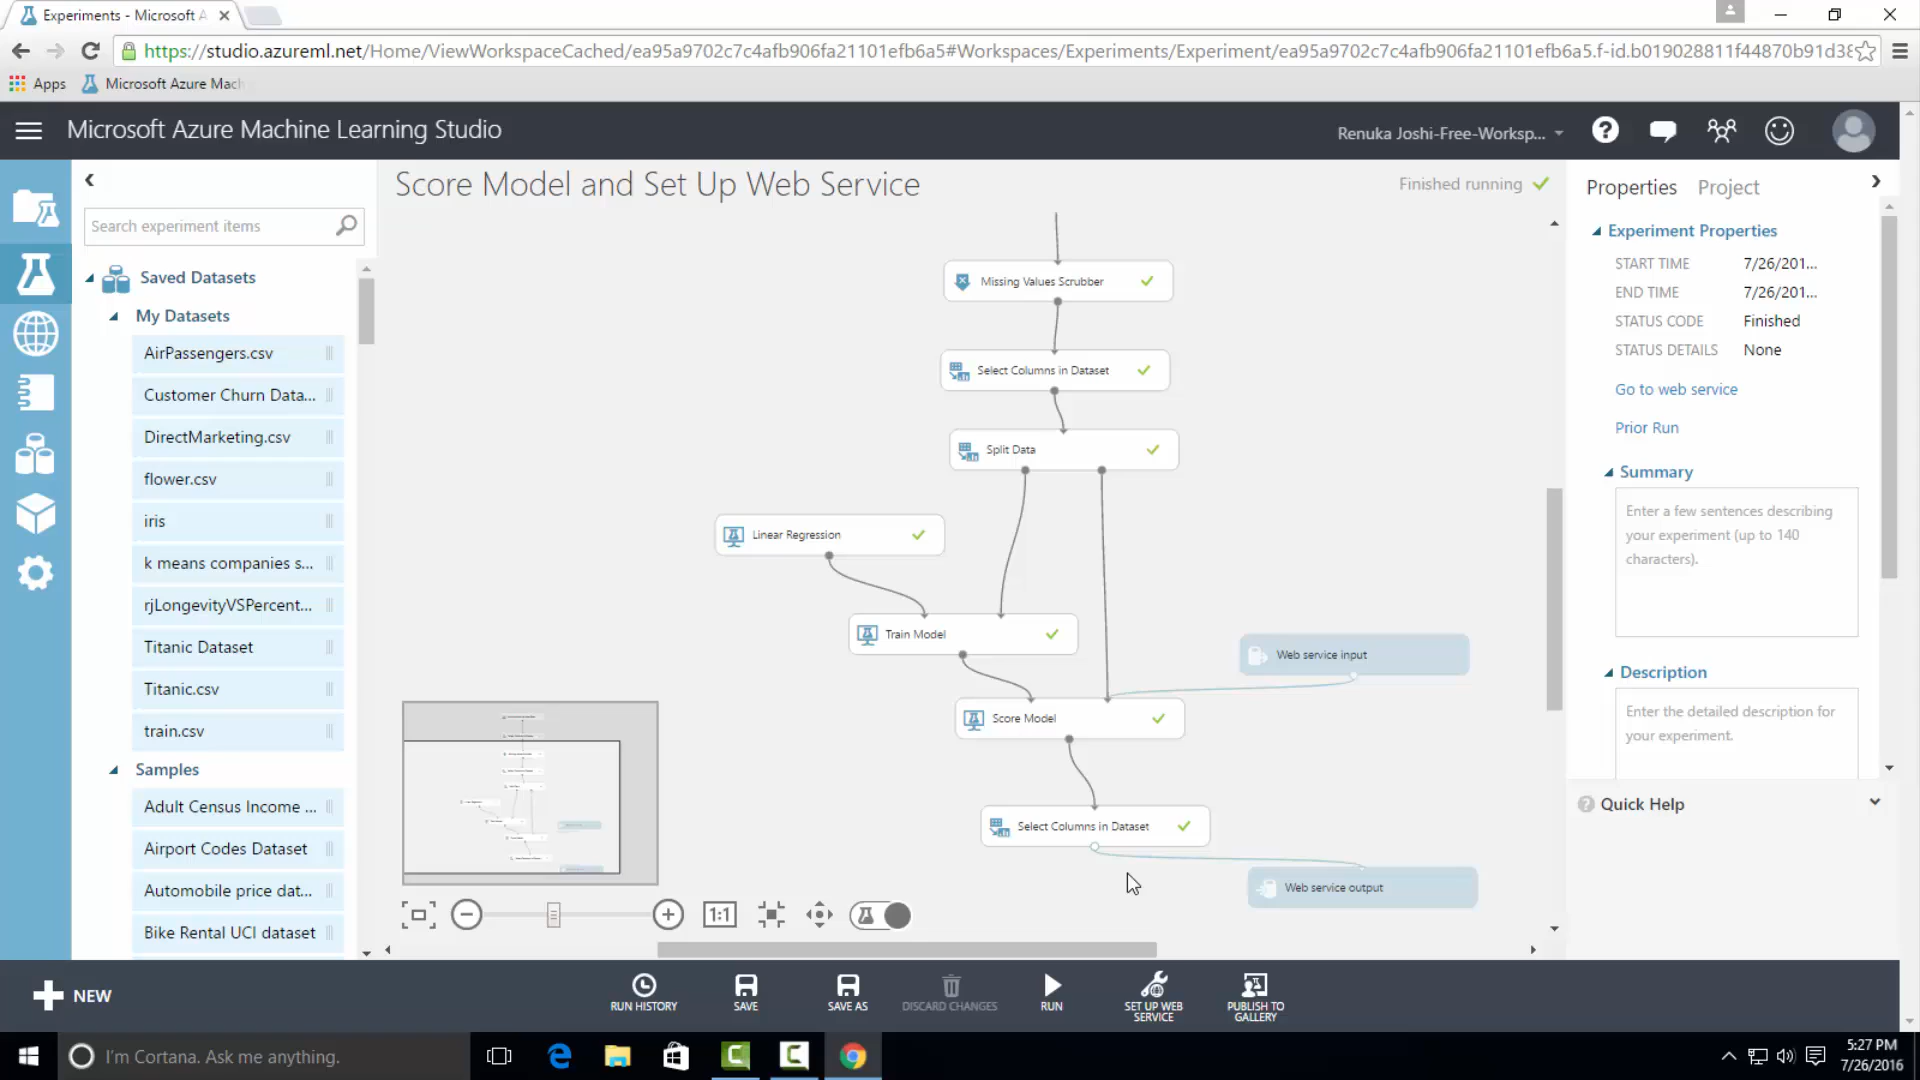 Experiments - Microsoft A
https://studio.azureml.net/Home/ViewWorkspaceCached/ea95a9702c7c4afb906fa21101efb6a5#Workspaces/Experiments/Experiment/ea95a9702c7c4afb906fa21101efb6a5.f-id.b019028811f44870b91d38
Apps
Microsoft Azure Mach
Microsoft Azure Machine Learning Studio
Renuka Joshi-Free-Worksp...
Search experiment items
Saved Datasets
My Datasets
AirPassengers.csv
Customer Churn Data...
DirectMarketing.csv
flower.csv
iris
k means companies s...
rjLongevityVSPercent...
Titanic Dataset
Titanic.csv
train.csv
Samples
Adult Census Income ...
Airport Codes Dataset
Automobile price dat...
Bike Rental UCI dataset
Score Model and Set Up Web Service
Finished running
Missing Values Scrubber
Select Columns in Dataset
Split Data
Linear Regression
Train Model
Web service input
Score Model
Select Columns in Dataset
Web service output
1:1
Properties
Project
Experiment Properties
START TIME 7/26/201...
END TIME 7/26/201...
STATUS CODE Finished
STATUS DETAILS None
Go to web service
Prior Run
Summary
Enter a few sentences describing
your experiment (up to 140
characters).
Description
Enter the detailed description for
your experiment.
Quick Help
NEW
RUN HISTORY
SAVE
SAVE AS
DISCARD CHANGES
RUN
SET UP WEB
SERVICE
PUBLISH TO
GALLERY
I'm Cortana. Ask me anything.
5:27 PM
7/26/2016